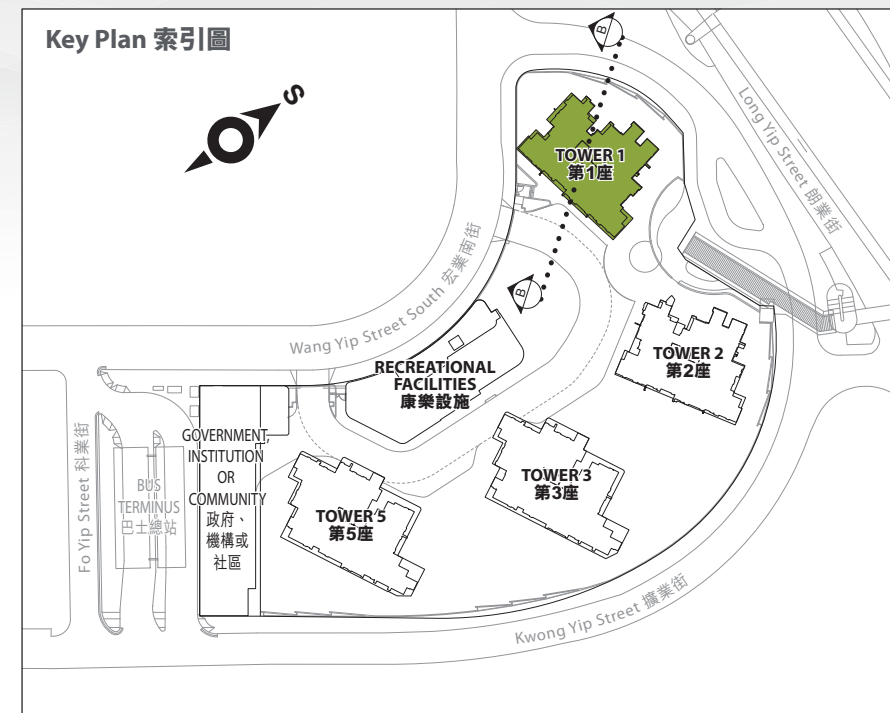 Key Plan 索引圖
S
B
Long Yip Street 朗業街
TOWER 1
第1座
Wang Yip Street South 宏業南街
B
TOWER 2
第2座
RECREATIONAL
FACILITIES
康樂設施
GOVERNMENT,
INSTITUTION
OR
COMMUNITY
政府、
機構或
社區
Fo Yip Street 科業街
BUS
TERMINUS
巴士總站
TOWER 3
第3座
TOWER 5
第5座
Kwong Yip Street 擴業街